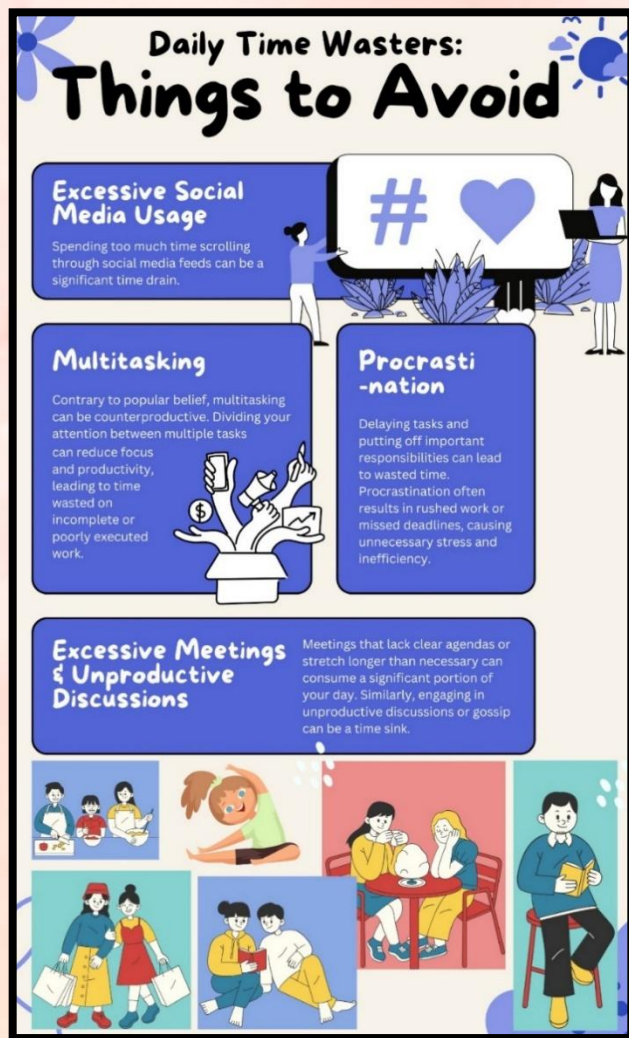 Daily Time Wasters:
Things to Avoid
Excessive Social
Media Usage
Spending too much time scrolling
through social media feeds can be a
significant time drain.
#
Multitasking
Contrary to popular belief, multitasking
can be counterproductive. Dividing your
attention between multiple tasks
can reduce focus
and productivity,
leading to time
wasted on
incomplete or
poorly executed
work.
$
Procrasti
-nation
Delaying tasks and
putting off important
responsibilities can lead
to wasted time.
Procrastination often
results in rushed work or
missed deadlines, causing
unnecessary stress and
inefficiency.
Excessive Meetings
& Unproductive
Discussions
Meetings that lack clear agendas or
stretch longer than necessary can
consume a significant portion of
your day. Similarly, engaging in
unproductive discussions or gossip
can be a time sink.